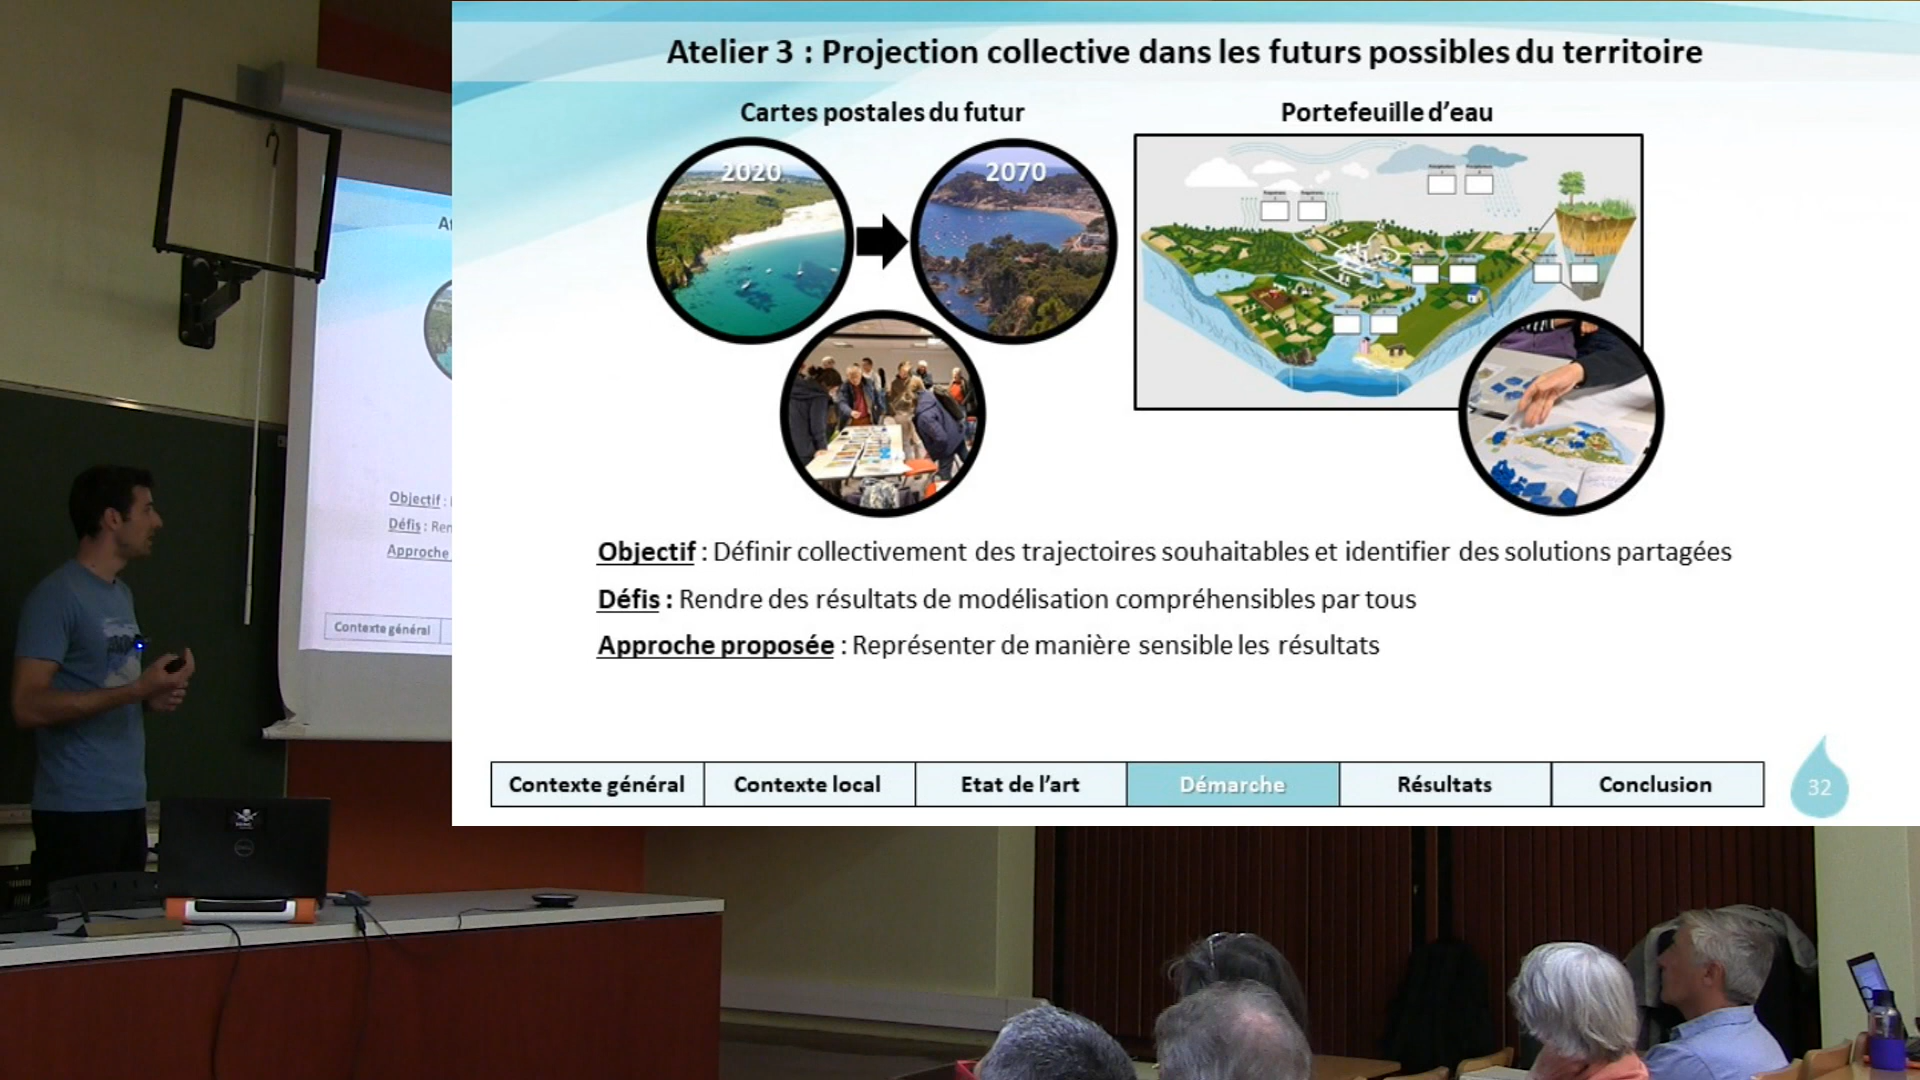 Atelier 3 : Projection collective dans les futurs possibles du territoire
Cartes postales du futur
Portefeuille d'eau
2020
2070
Objectif : Définir collectivement des trajectoires souhaitables et identifier des solutions partagées
Défis : Rendre des résultats de modélisation compréhensibles par tous
Approche proposée : Représenter de manière sensible les résultats
Contexte général
Contexte local
Etat de l'art
Démarche
Résultats
Conclusion
32
Objectif :
Défis : Ren
Approche
Contexte général
DELL